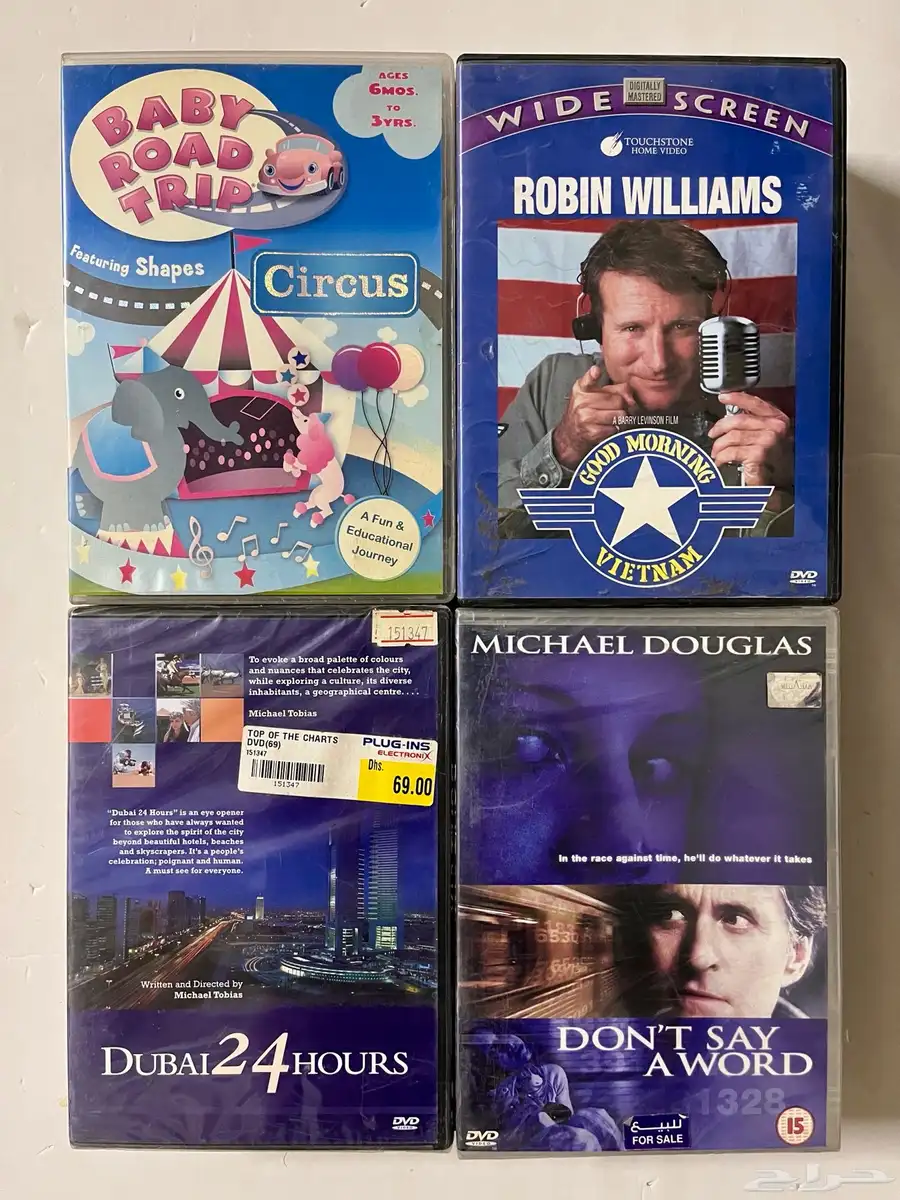 BABY
ROAD
TRIP
AGES
6MOS.
TO
3YRS.
Featuring Shapes
Circus
A Fun &
Educational
Journey
WIDE DIGITALLY MASTERED SCREEN
TOUCHSTONE
HOME VIDEO
ROBIN WILLIAMS
A BARRY LEVINSON FILM
GOOD MORNING
VIETNAM
DVD
VIDEO
151347
To evoke a broad palette of colours
and nuances that celebrates the city,
while exploring a culture, its diverse
inhabitants, a geographical centre. . . .
Michael Tobias
TOP OF THE CHARTS
DVD(69)
151347
151347
PLUG-INS
ELECTRONIX
Dhs.
69.00
"Dubai 24 Hours" is an eye opener
for those who have always wanted
to explore the spirit of the city
beyond beautiful hotels, beaches
and skyscrapers. It's a people's
celebration; poignant and human.
A must see for everyone.
Written and Directed by
Michael Tobias
DUBAI 24 HOURS
DVD
VIDEO
MICHAEL DOUGLAS
In the race against time, he'll do whatever it takes
DON'T SAY
A WORD
1328
للبيع
FOR SALE
15
DVD
VIDEO
حراج